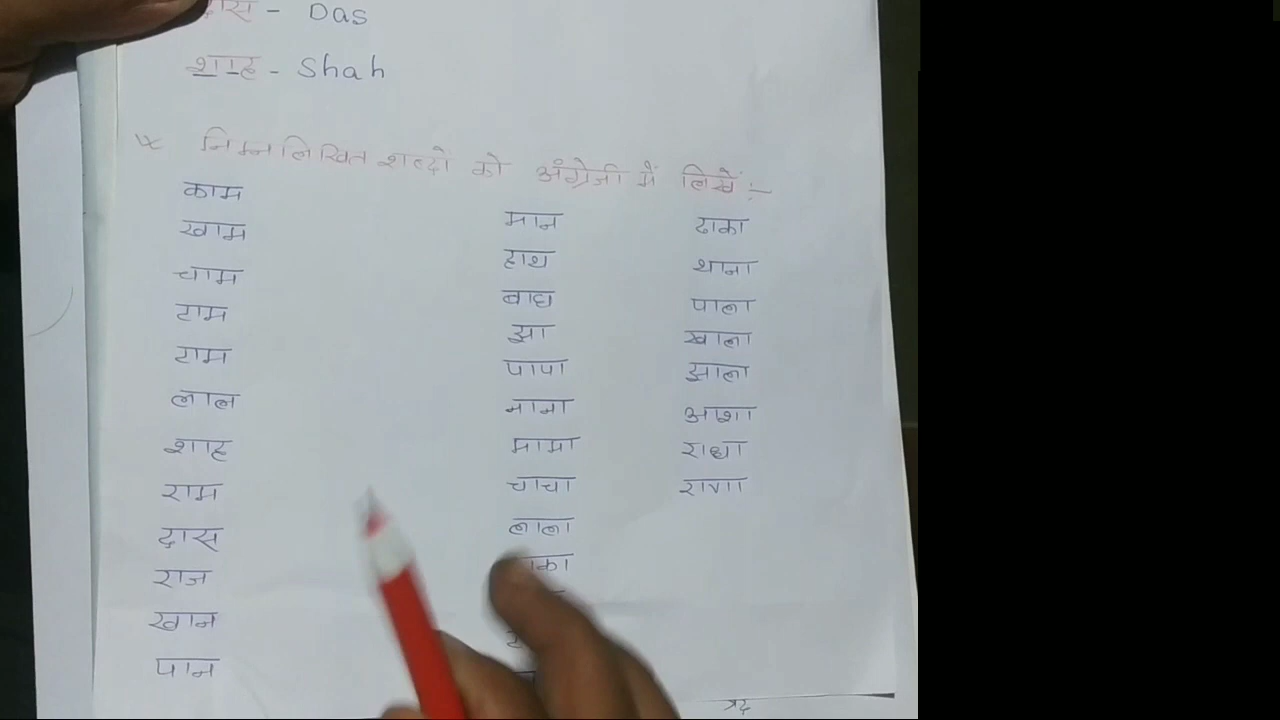 दास - Das
शाह - Shah
निम्नलिखित शब्दो को अंग्रेजी में लिखें :-
काम
खाम
चाम
टाम
टाम
लाल
शाह
राम
दास
राज
खान
पान
मान
हाथ
बाघ
झा
पापा
नाना
मामा
चाचा
लाला
ढाका
थाना
पाला
खाला
झाला
आशा
राधा